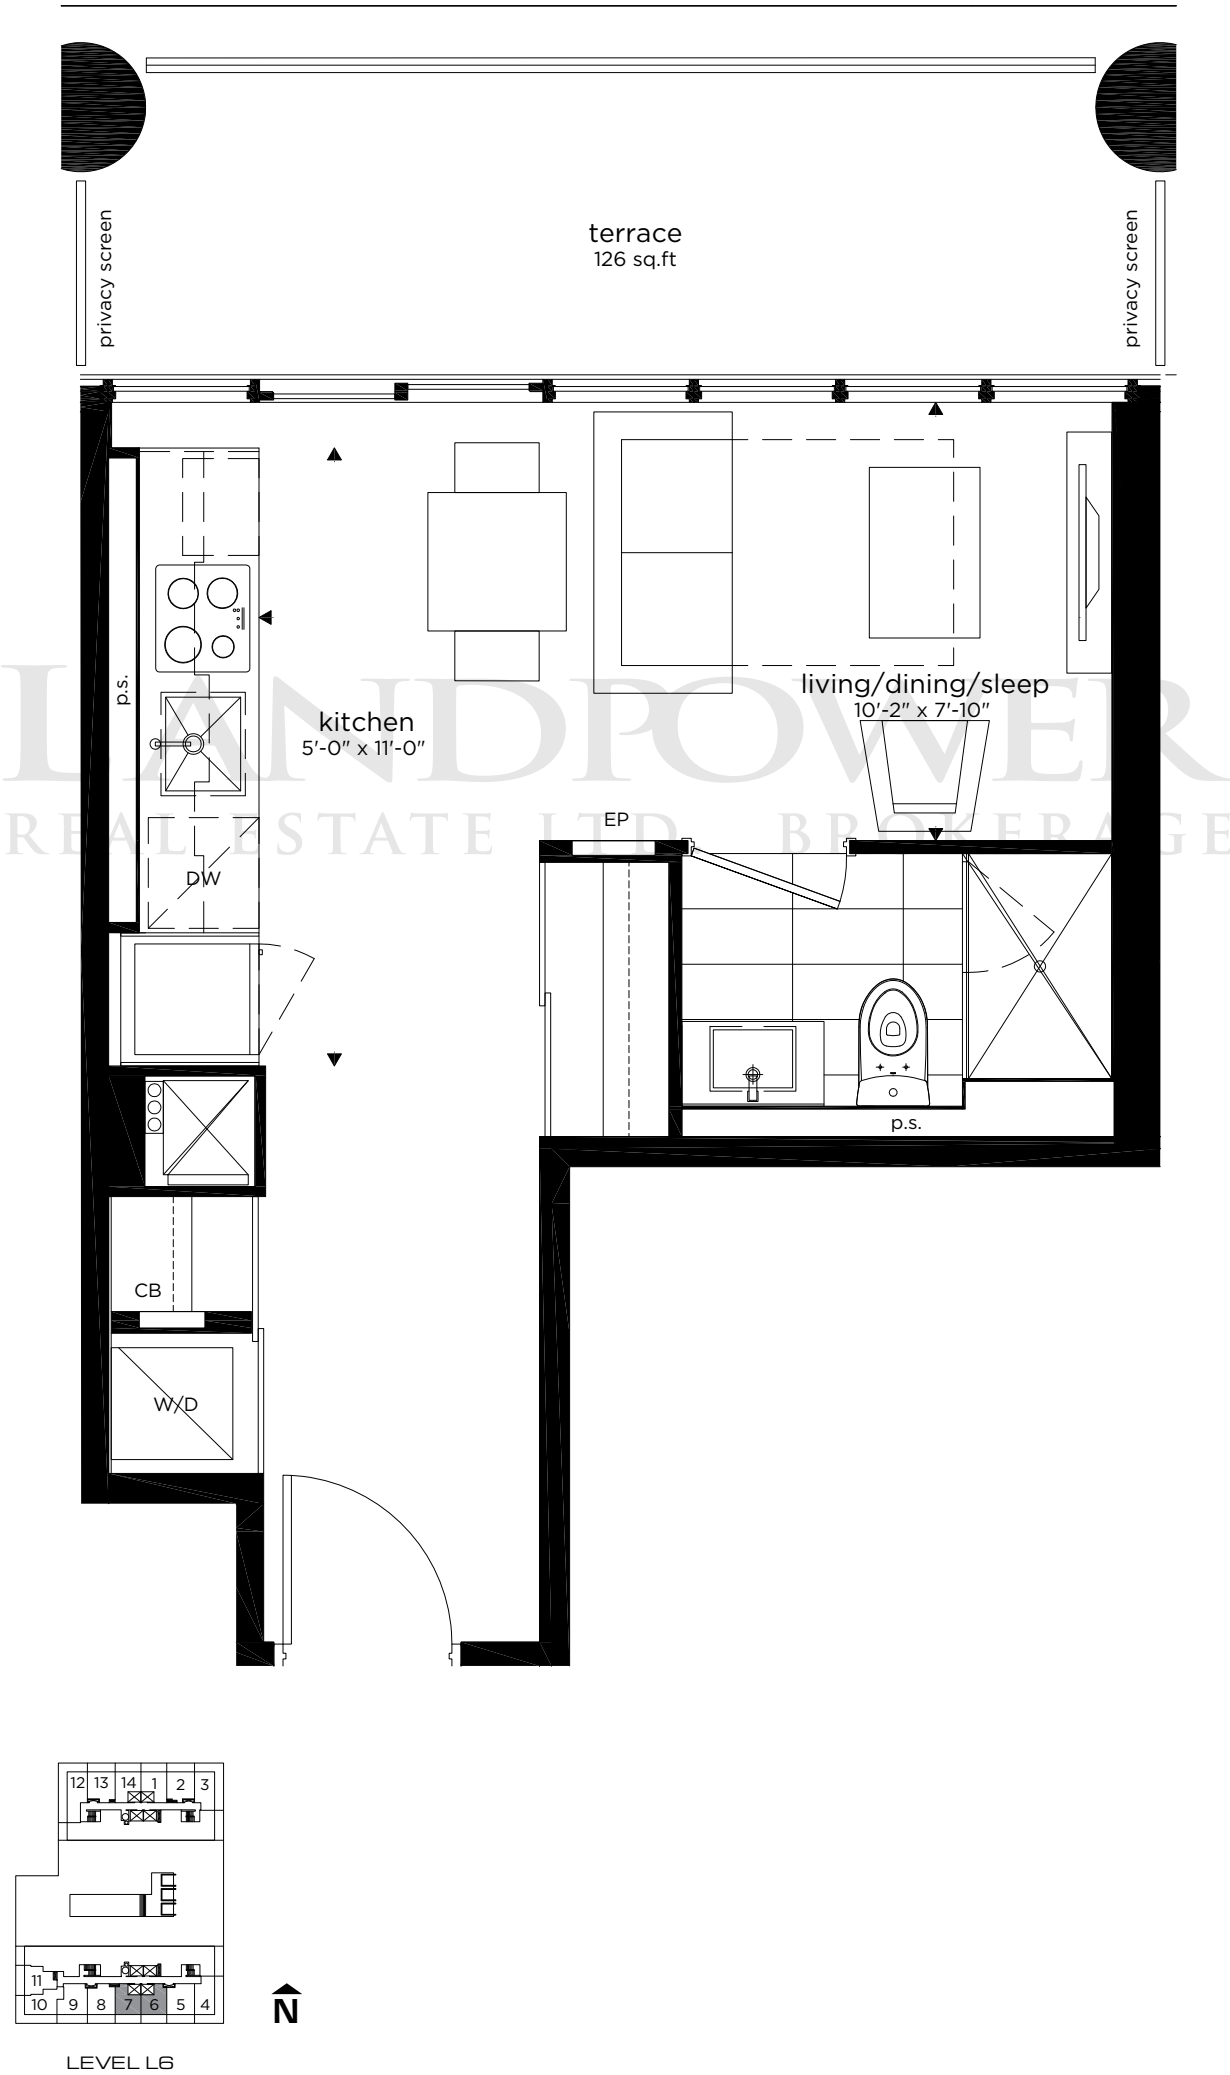 terrace
126 sq.ft
privacy screen
privacy screen
p.s.
living/dining/sleep
10'-2" x 7'-10"
kitchen
5'-0" x 11'-0"
LANDPOWER
REAL ESTATE LTD. BROKERAGE
EP
DW
p.s.
CB
W/D
12 13 14 1 2 3
11
10 9 8 7 6 5 4
N
LEVEL L6